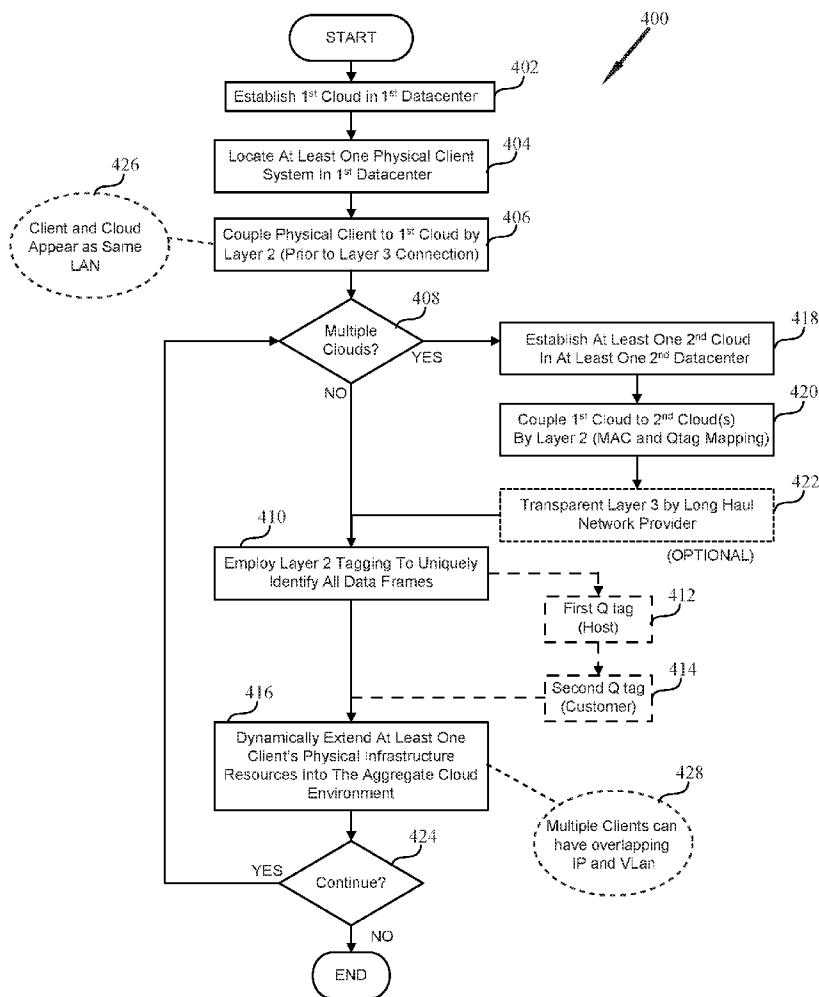 400
START
402
Establish 1st Cloud in 1st Datacenter
404
Locate At Least One Physical Client
System In 1st Datacenter
426
Client and Cloud
Appear as Same
LAN
406
Couple Physical Client to 1st Cloud by
Layer 2 (Prior to Layer 3 Connection)
408
Multiple
Clouds?
YES
NO
418
Establish At Least One 2nd Cloud
In At Least One 2nd Datacenter
420
Couple 1st Cloud to 2nd Cloud(s)
By Layer 2 (MAC and Qtag Mapping)
422
Transparent Layer 3 by Long Haul
Network Provider
(OPTIONAL)
410
Employ Layer 2 Tagging To Uniquely
Identify All Data Frames
412
First Q tag
(Host)
414
Second Q tag
(Customer)
416
Dynamically Extend At Least One
Client's Physical Infrastructure
Resources Into The Aggregate Cloud
Environment
428
Multiple Clients can
have overlapping
IP and VLan
424
Continue?
YES
NO
END